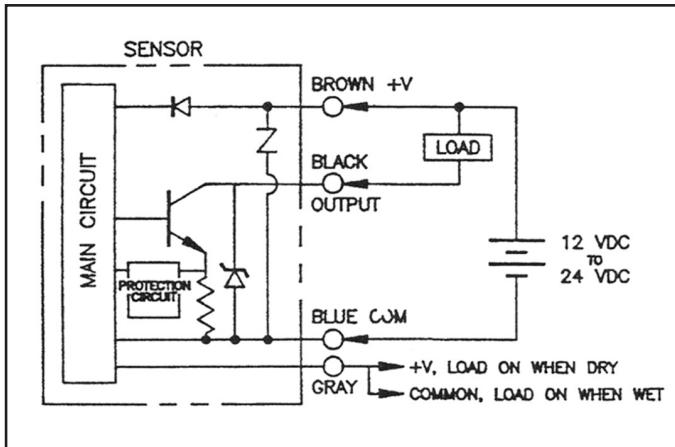 SENSOR
BROWN +V
LOAD
BLACK
OUTPUT
MAIN CIRCUIT
12 VDC
TO
24 VDC
PROTECTION
CIRCUIT
BLUE COM
+V, LOAD ON WHEN DRY
GRAY
COMMON, LOAD ON WHEN WET